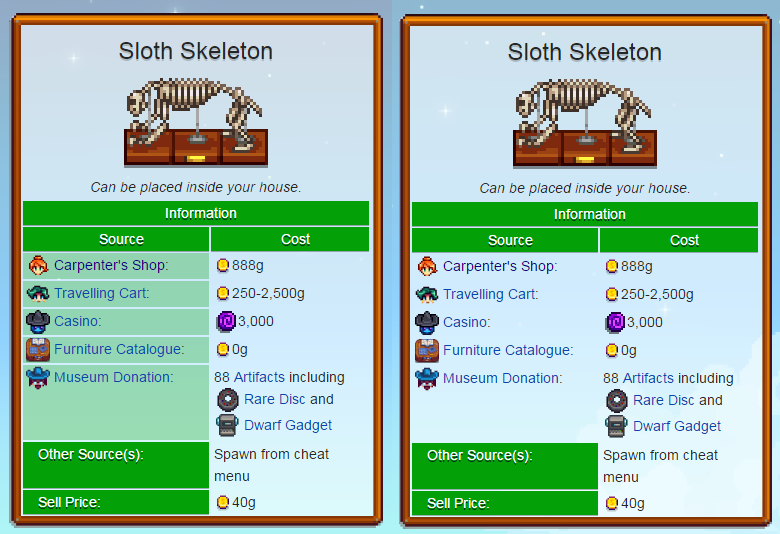 Sloth Skeleton
Can be placed inside your house.
Information
Source Cost
Carpenter's Shop: 888g
Travelling Cart: 250-2,500g
Casino: 3,000
Furniture Catalogue: 0g
Museum Donation: 88 Artifacts including
Rare Disc and
Dwarf Gadget
Other Source(s): Spawn from cheat
menu
Sell Price: 40g
Sloth Skeleton
Can be placed inside your house.
Information
Source Cost
Carpenter's Shop: 888g
Travelling Cart: 250-2,500g
Casino: 3,000
Furniture Catalogue: 0g
Museum Donation: 88 Artifacts including
Rare Disc and
Dwarf Gadget
Other Source(s): Spawn from cheat
menu
Sell Price: 40g